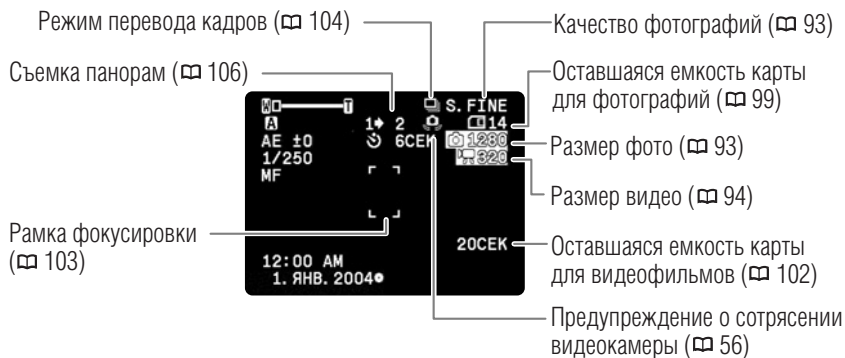 Режим перевода кадров (104)
Съемка панорам (106)
Рамка фокусировки
(103)
W T S. FINE
A 1 2 14
AE ±0 6СЕК 1280
1/250 320
MF
20СЕК
12:00 AM
1. ЯНВ. 2004
Качество фотографий (93)
Оставшаяся емкость карты
для фотографий (99)
Размер фото (93)
Размер видео (94)
Оставшаяся емкость карты
для видеофильмов (102)
Предупреждение о сотрясении
видеокамеры (56)